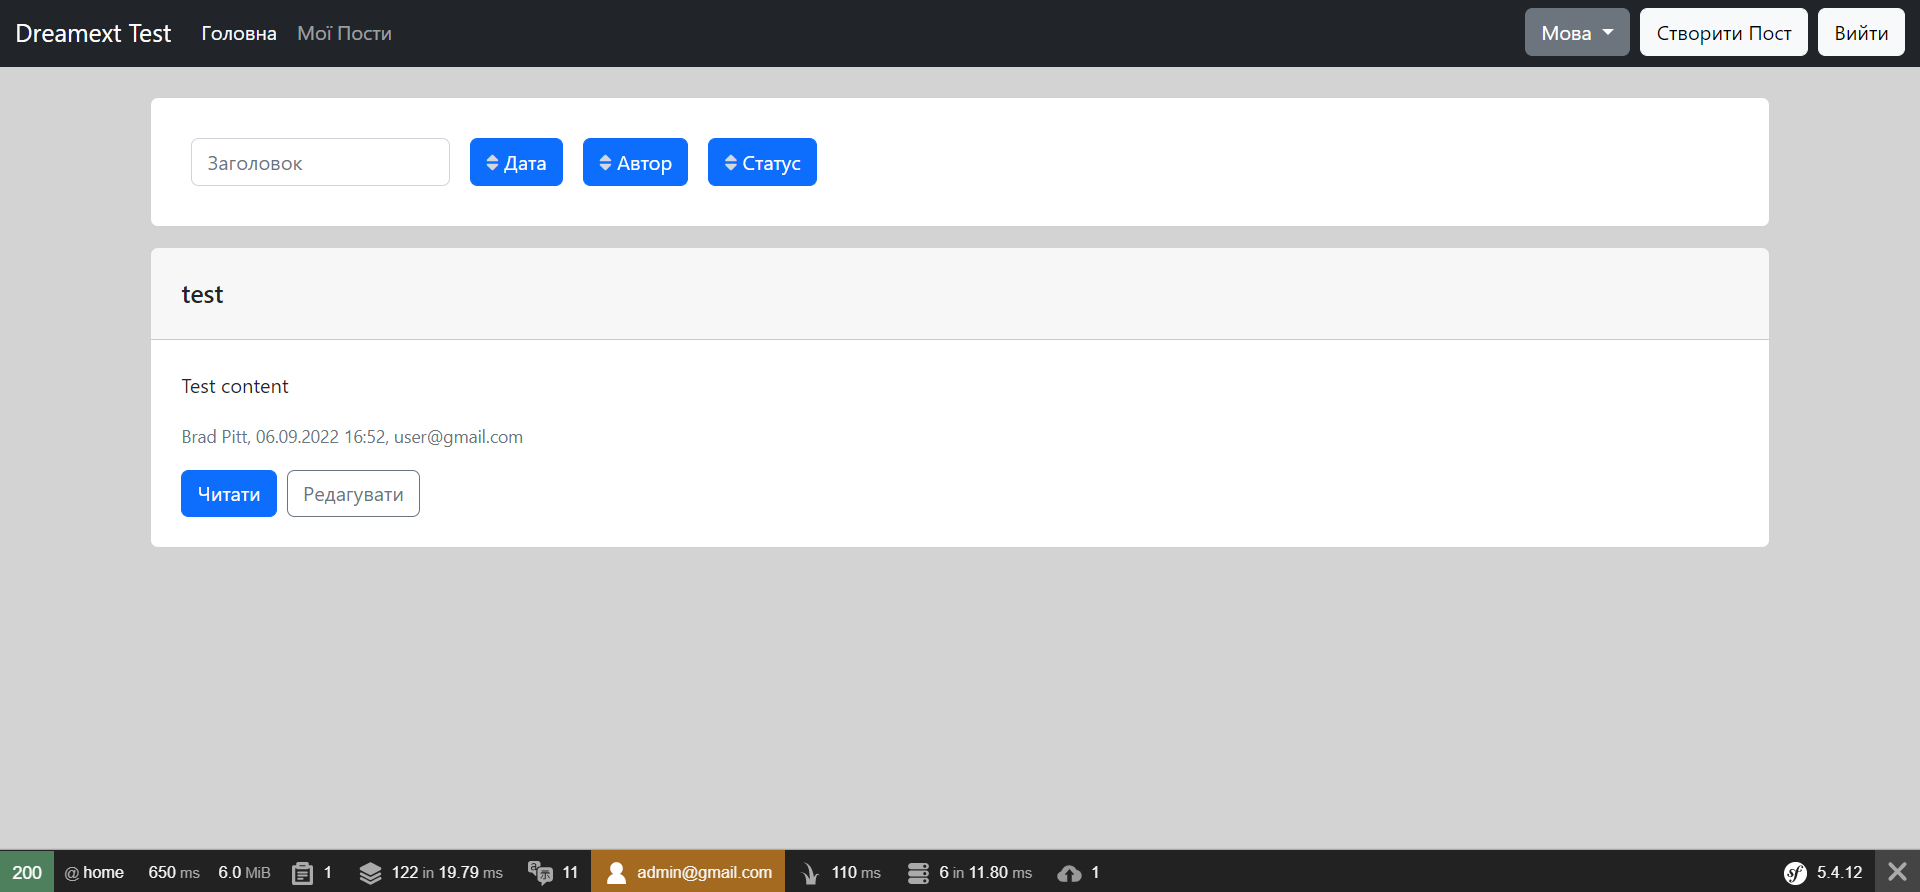 Dreamext Test Головна Мої Пости Мова Створити Пост Вийти
Заголовок Дата Автор Статус
test
Test content
Brad Pitt, 06.09.2022 16:52, user@gmail.com
Читати Редагувати
200 @ home 650 ms 6.0 MiB 1 122 in 19.79 ms 11 admin@gmail.com 110 ms 6 in 11.80 ms 1 sf 5.4.12